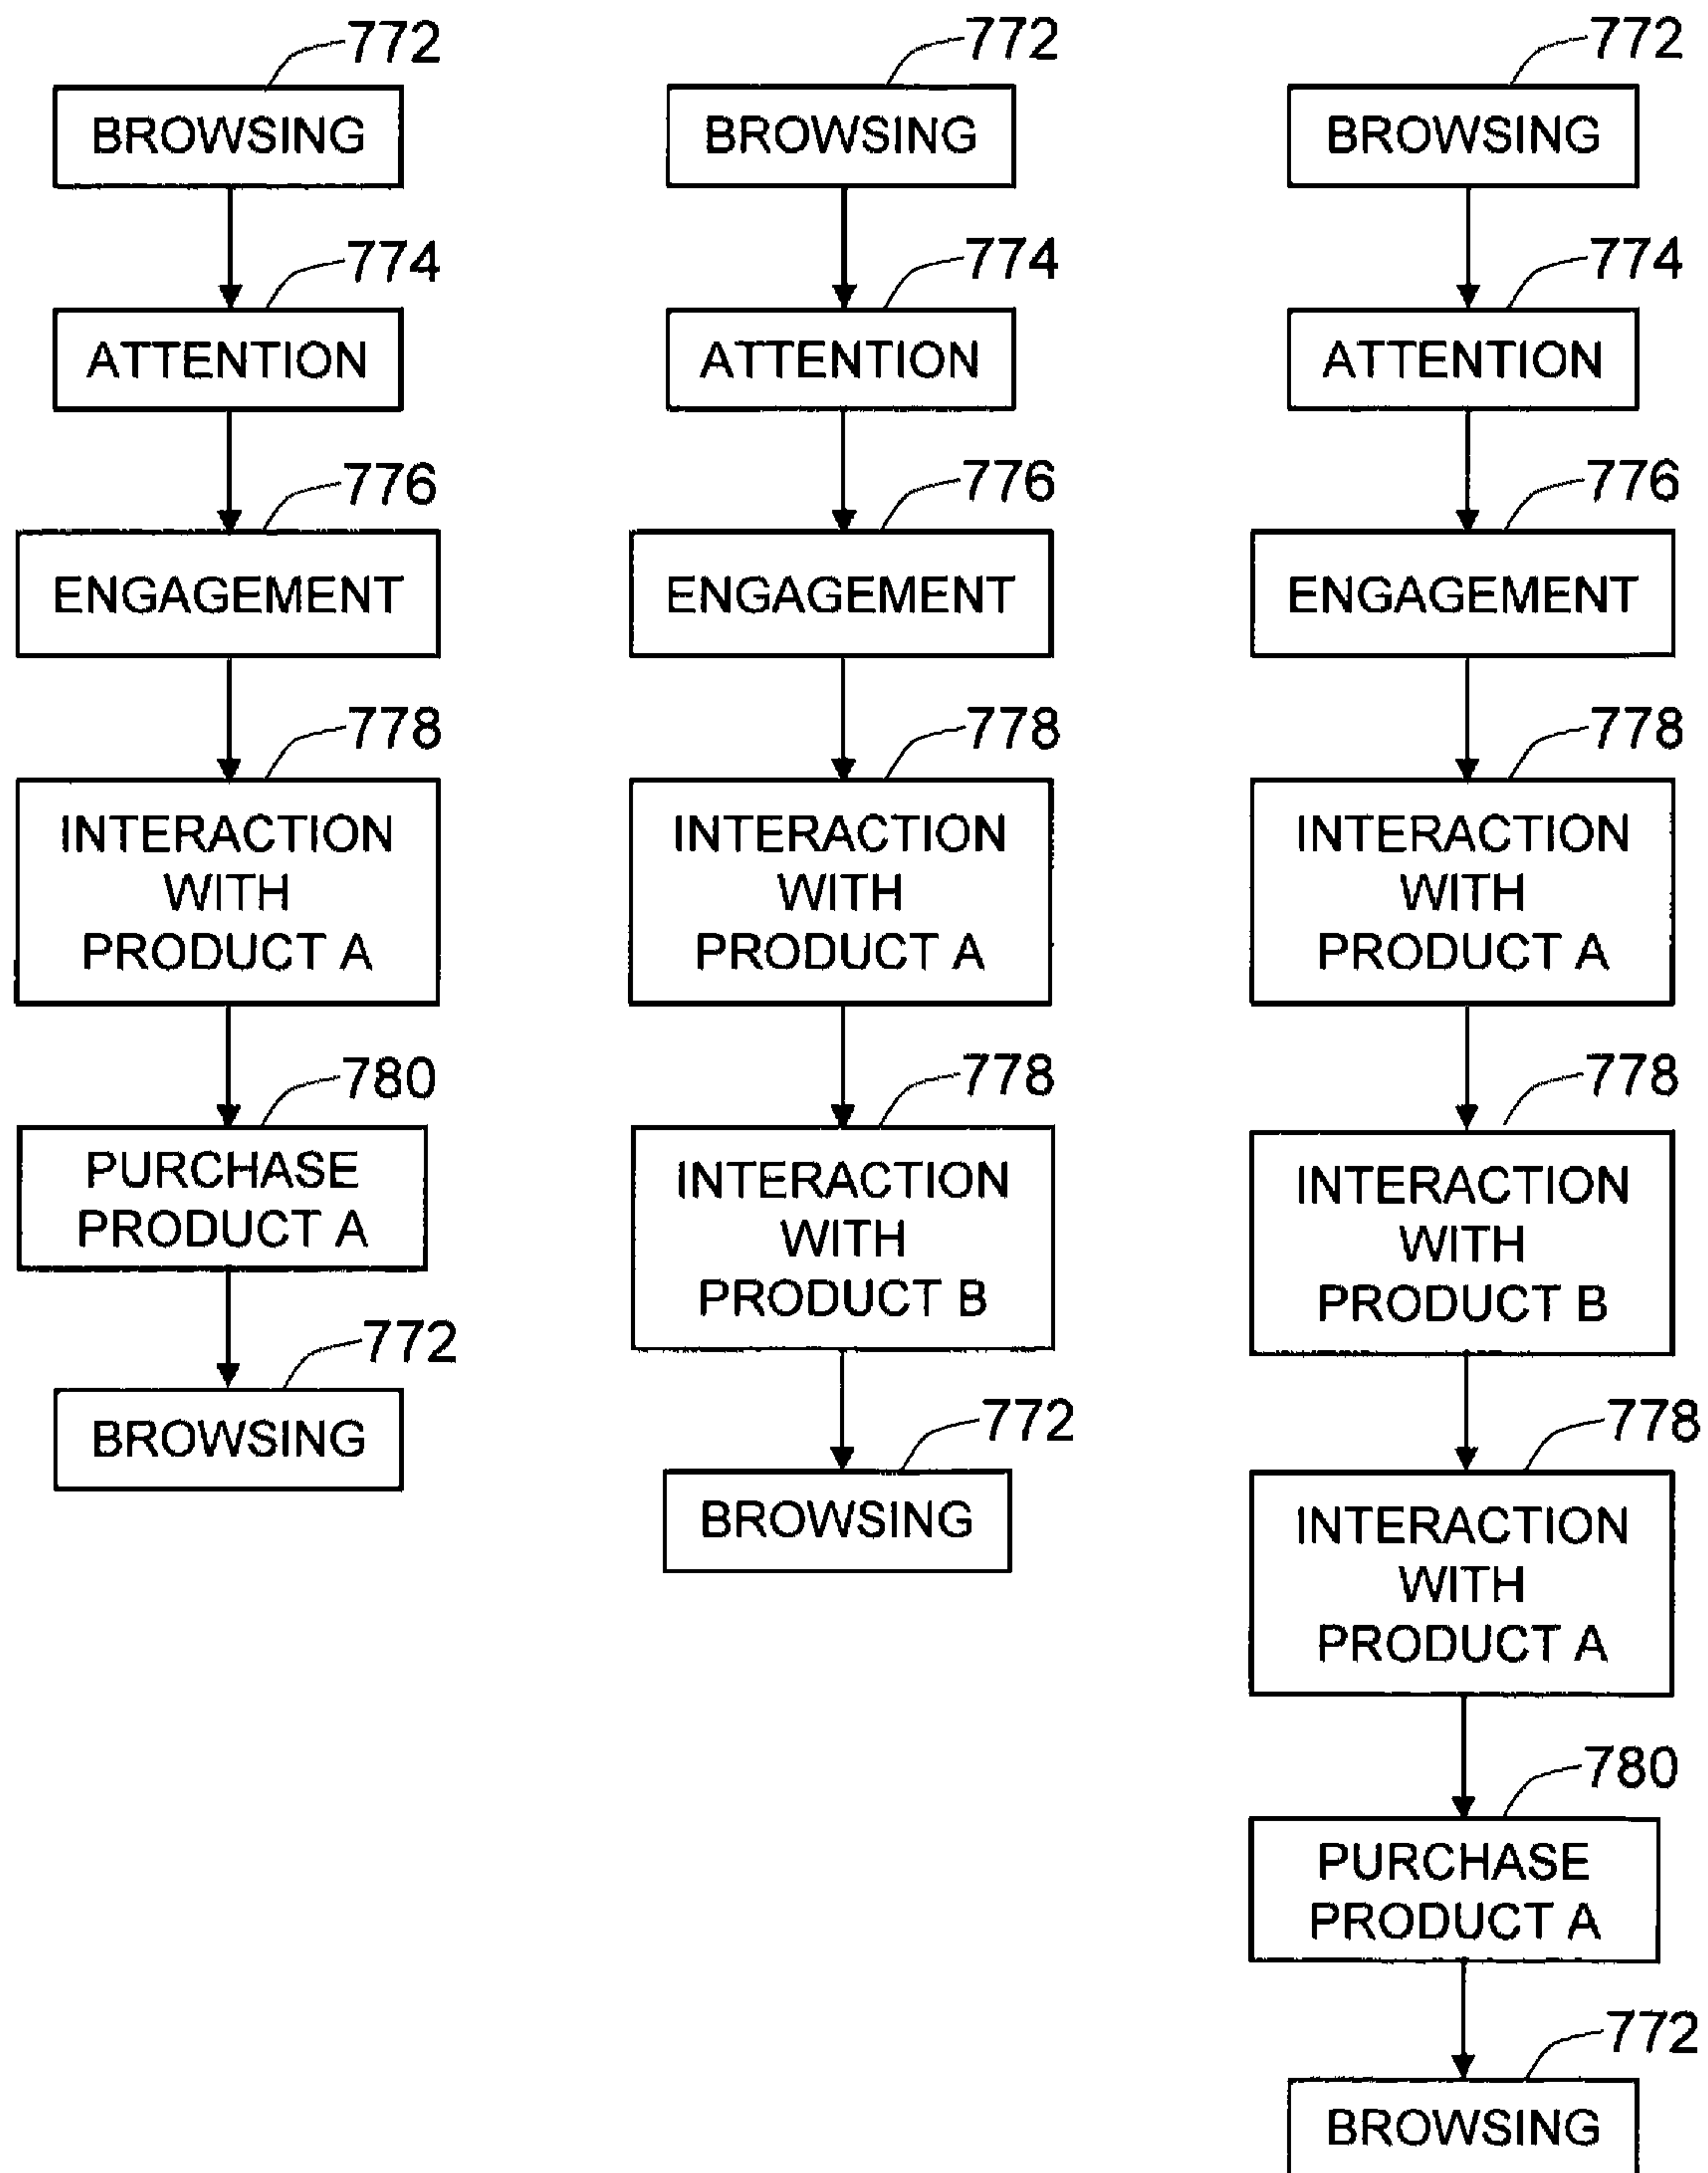 772
BROWSING
774
ATTENTION
776
ENGAGEMENT
778
INTERACTION
WITH
PRODUCT A
780
PURCHASE
PRODUCT A
772
BROWSING
772
BROWSING
774
ATTENTION
776
ENGAGEMENT
778
INTERACTION
WITH
PRODUCT A
778
INTERACTION
WITH
PRODUCT B
772
BROWSING
772
BROWSING
774
ATTENTION
776
ENGAGEMENT
778
INTERACTION
WITH
PRODUCT A
778
INTERACTION
WITH
PRODUCT B
778
INTERACTION
WITH
PRODUCT A
780
PURCHASE
PRODUCT A
772
BROWSING